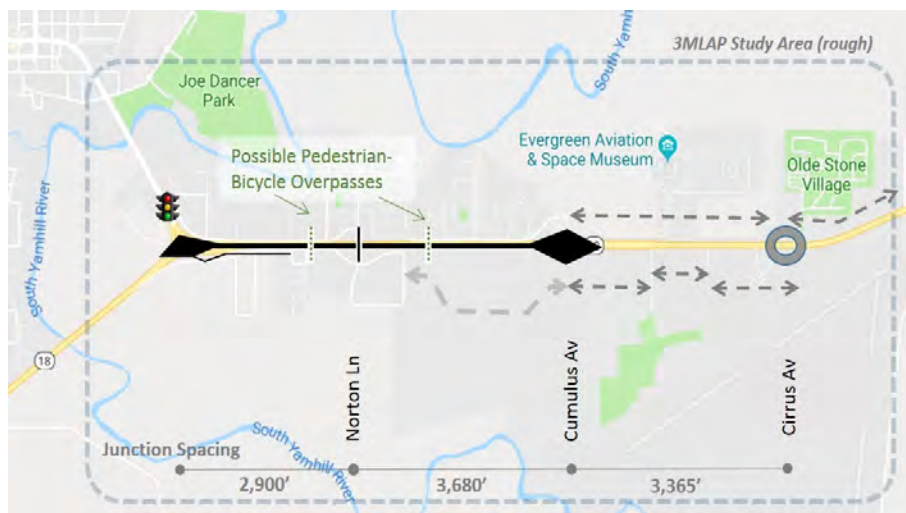 3MLAP Study Area (rough)
South Yamh
Joe Dancer
Park
Evergreen Aviation
& Space Museum
Possible Pedestrian-
Bicycle Overpasses
Olde Stone
Village
South Yamhill River
18
Norton Ln
Cumulus Av
Cirrus Av
South Yamhill River
Junction Spacing
2,900’
3,680’
3,365’